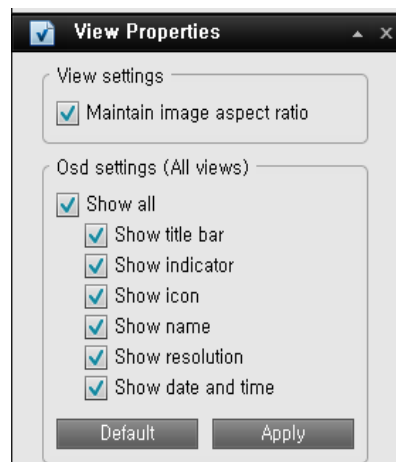 View Properties
View settings
Maintain image aspect ratio
Osd settings (All views)
Show all
Show title bar
Show indicator
Show icon
Show name
Show resolution
Show date and time
Default Apply